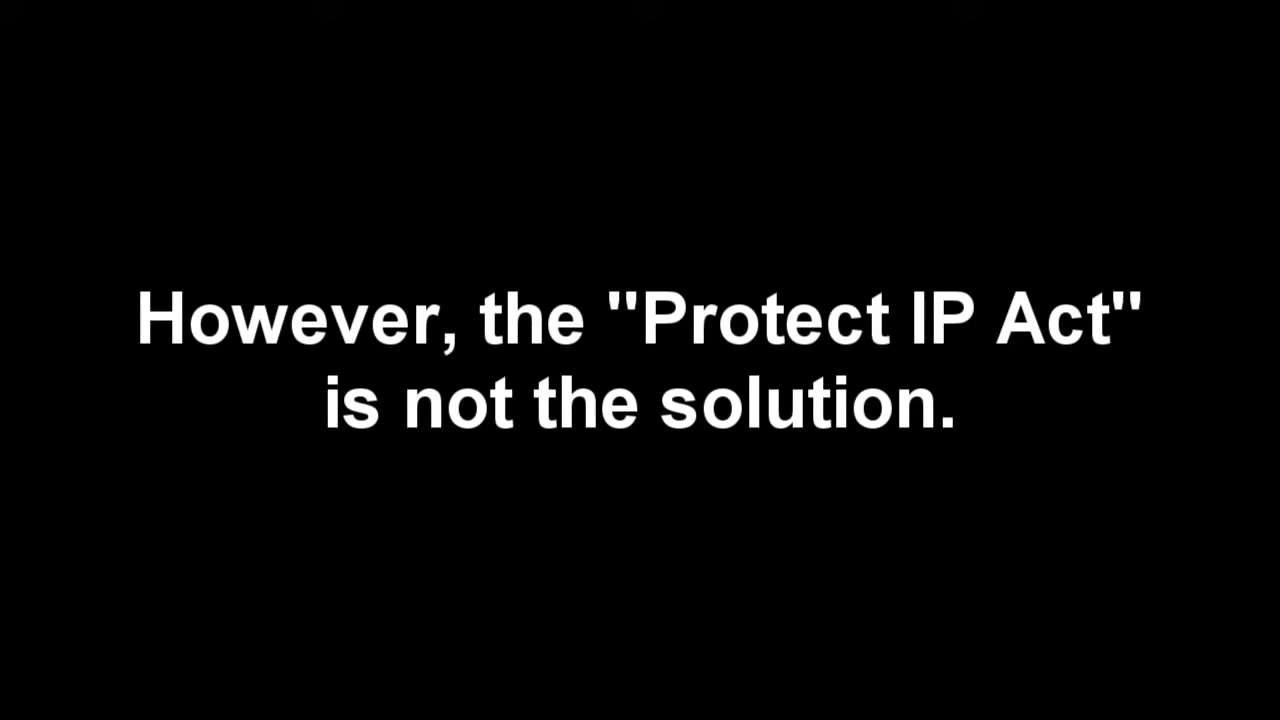 However, the "Protect IP Act"
is not the solution.